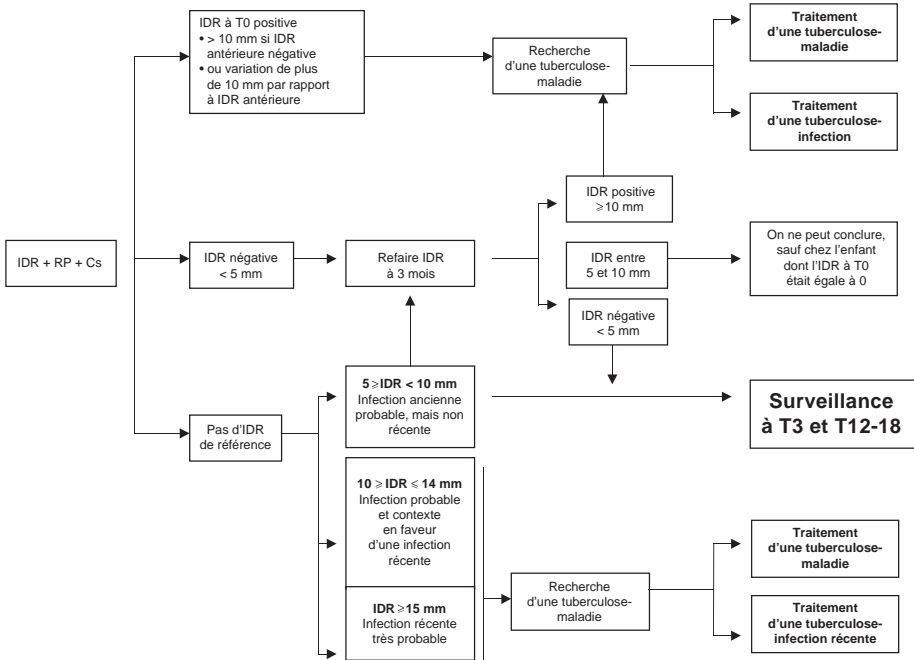 IDR à T0 positive
• > 10 mm si IDR
antérieure négative
• ou variation de plus
de 10 mm par rapport
à IDR antérieure
Recherche
d'une tuberculose-
maladie
Traitement
d'une tuberculose-
maladie
Traitement
d'une tuberculose-
infection
IDR positive
≥10 mm
IDR + RP + Cs
IDR négative
< 5 mm
Refaire IDR
à 3 mois
IDR entre
5 et 10 mm
On ne peut conclure,
sauf chez l'enfant
dont l'IDR à T0
était égale à 0
IDR négative
< 5 mm
Pas d'IDR
de référence
5 ≥ IDR < 10 mm
Infection ancienne
probable, mais non
récente
Surveillance
à T3 et T12-18
10 ≥ IDR ≤ 14 mm
Infection probable
et contexte
en faveur
d'une infection
récente
IDR ≥ 15 mm
Infection récente
très probable
Recherche
d'une tuberculose-
maladie
Traitement
d'une tuberculose-
maladie
Traitement
d'une tuberculose-
infection récente